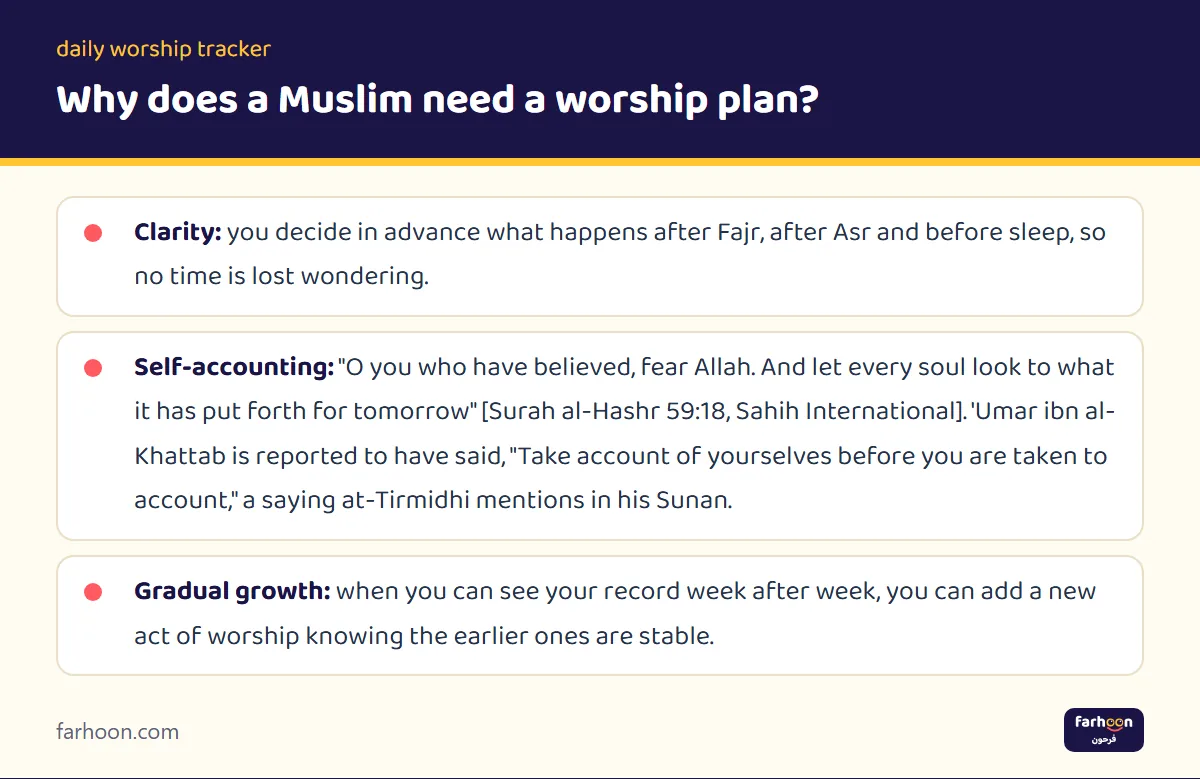 daily worship tracker
Why does a Muslim need a worship plan?
Clarity: you decide in advance what happens after Fajr, after Asr and before sleep, so
no time is lost wondering.
Self-accounting: "O you who have believed, fear Allah. And let every soul look to what
it has put forth for tomorrow" [Surah al-Hashr 59:18, Sahih International]. 'Umar ibn al-
Khattab is reported to have said, "Take account of yourselves before you are taken to
account," a saying at-Tirmidhi mentions in his Sunan.
Gradual growth: when you can see your record week after week, you can add a new
act of worship knowing the earlier ones are stable.
farhoon.com
farhoon
فرحون